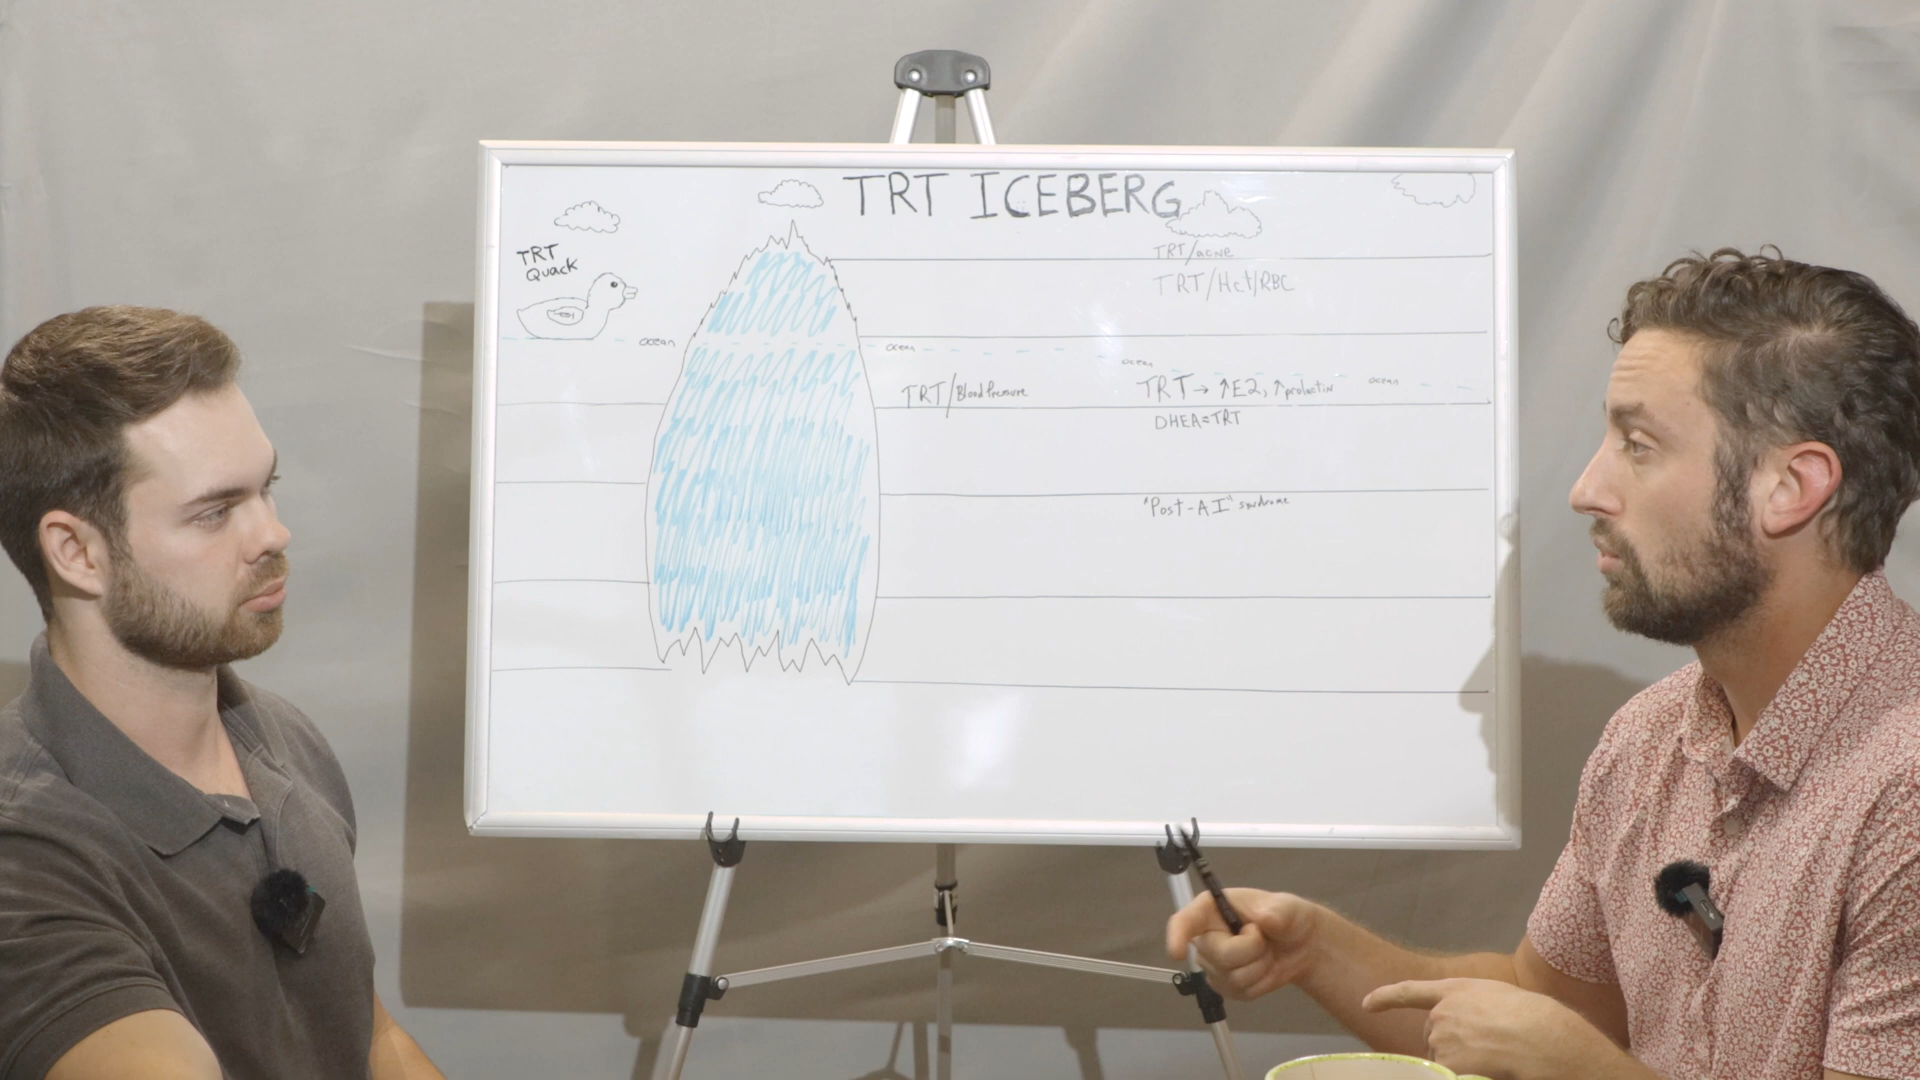 TRT ICEBERG
TRT
Quack
TRT/acne
TRT/Hct/RBC
ocean
ocean
ocean
ocean
TRT/Blood Pressure
TRT→ ↑E2, ↑prolactin
DHEA=TRT
"Post-AI" syndrome